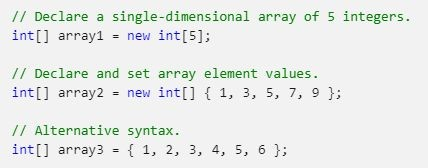 // Declare a single-dimensional array of 5 integers.
int[] array1 = new int[5];
// Declare and set array element values.
int[] array2 = new int[] { 1, 3, 5, 7, 9 };
// Alternative syntax.
int[] array3 = { 1, 2, 3, 4, 5, 6 };